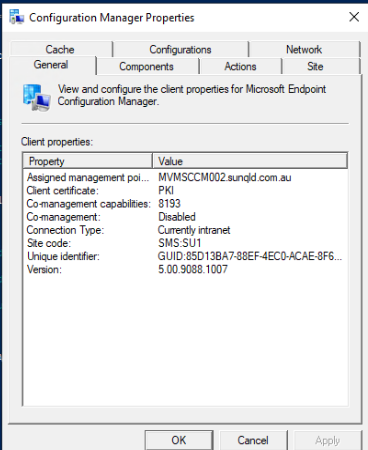 Configuration Manager Properties
Cache Configurations Network
General Components Actions Site
View and configure the client properties for Microsoft Endpoint
Configuration Manager.
Client properties:
Property Value
Assigned management poi... MVMSCCM002.sunqld.com.au
Client certificate: PKI
Co-management capabilities: 8193
Co-management: Disabled
Connection Type: Currently intranet
Site code: SMS:SU1
Unique identifier: GUID:85D13BA7-88EF-4EC0-ACAE-8F6...
Version: 5.00.9088.1007
OK Cancel Apply